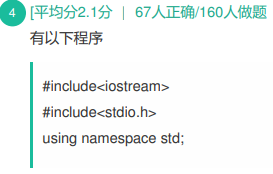 4 [平均分2.1分 | 67人正确/160人做题
有以下程序
#include<iostream>
#include<stdio.h>
using namespace std;